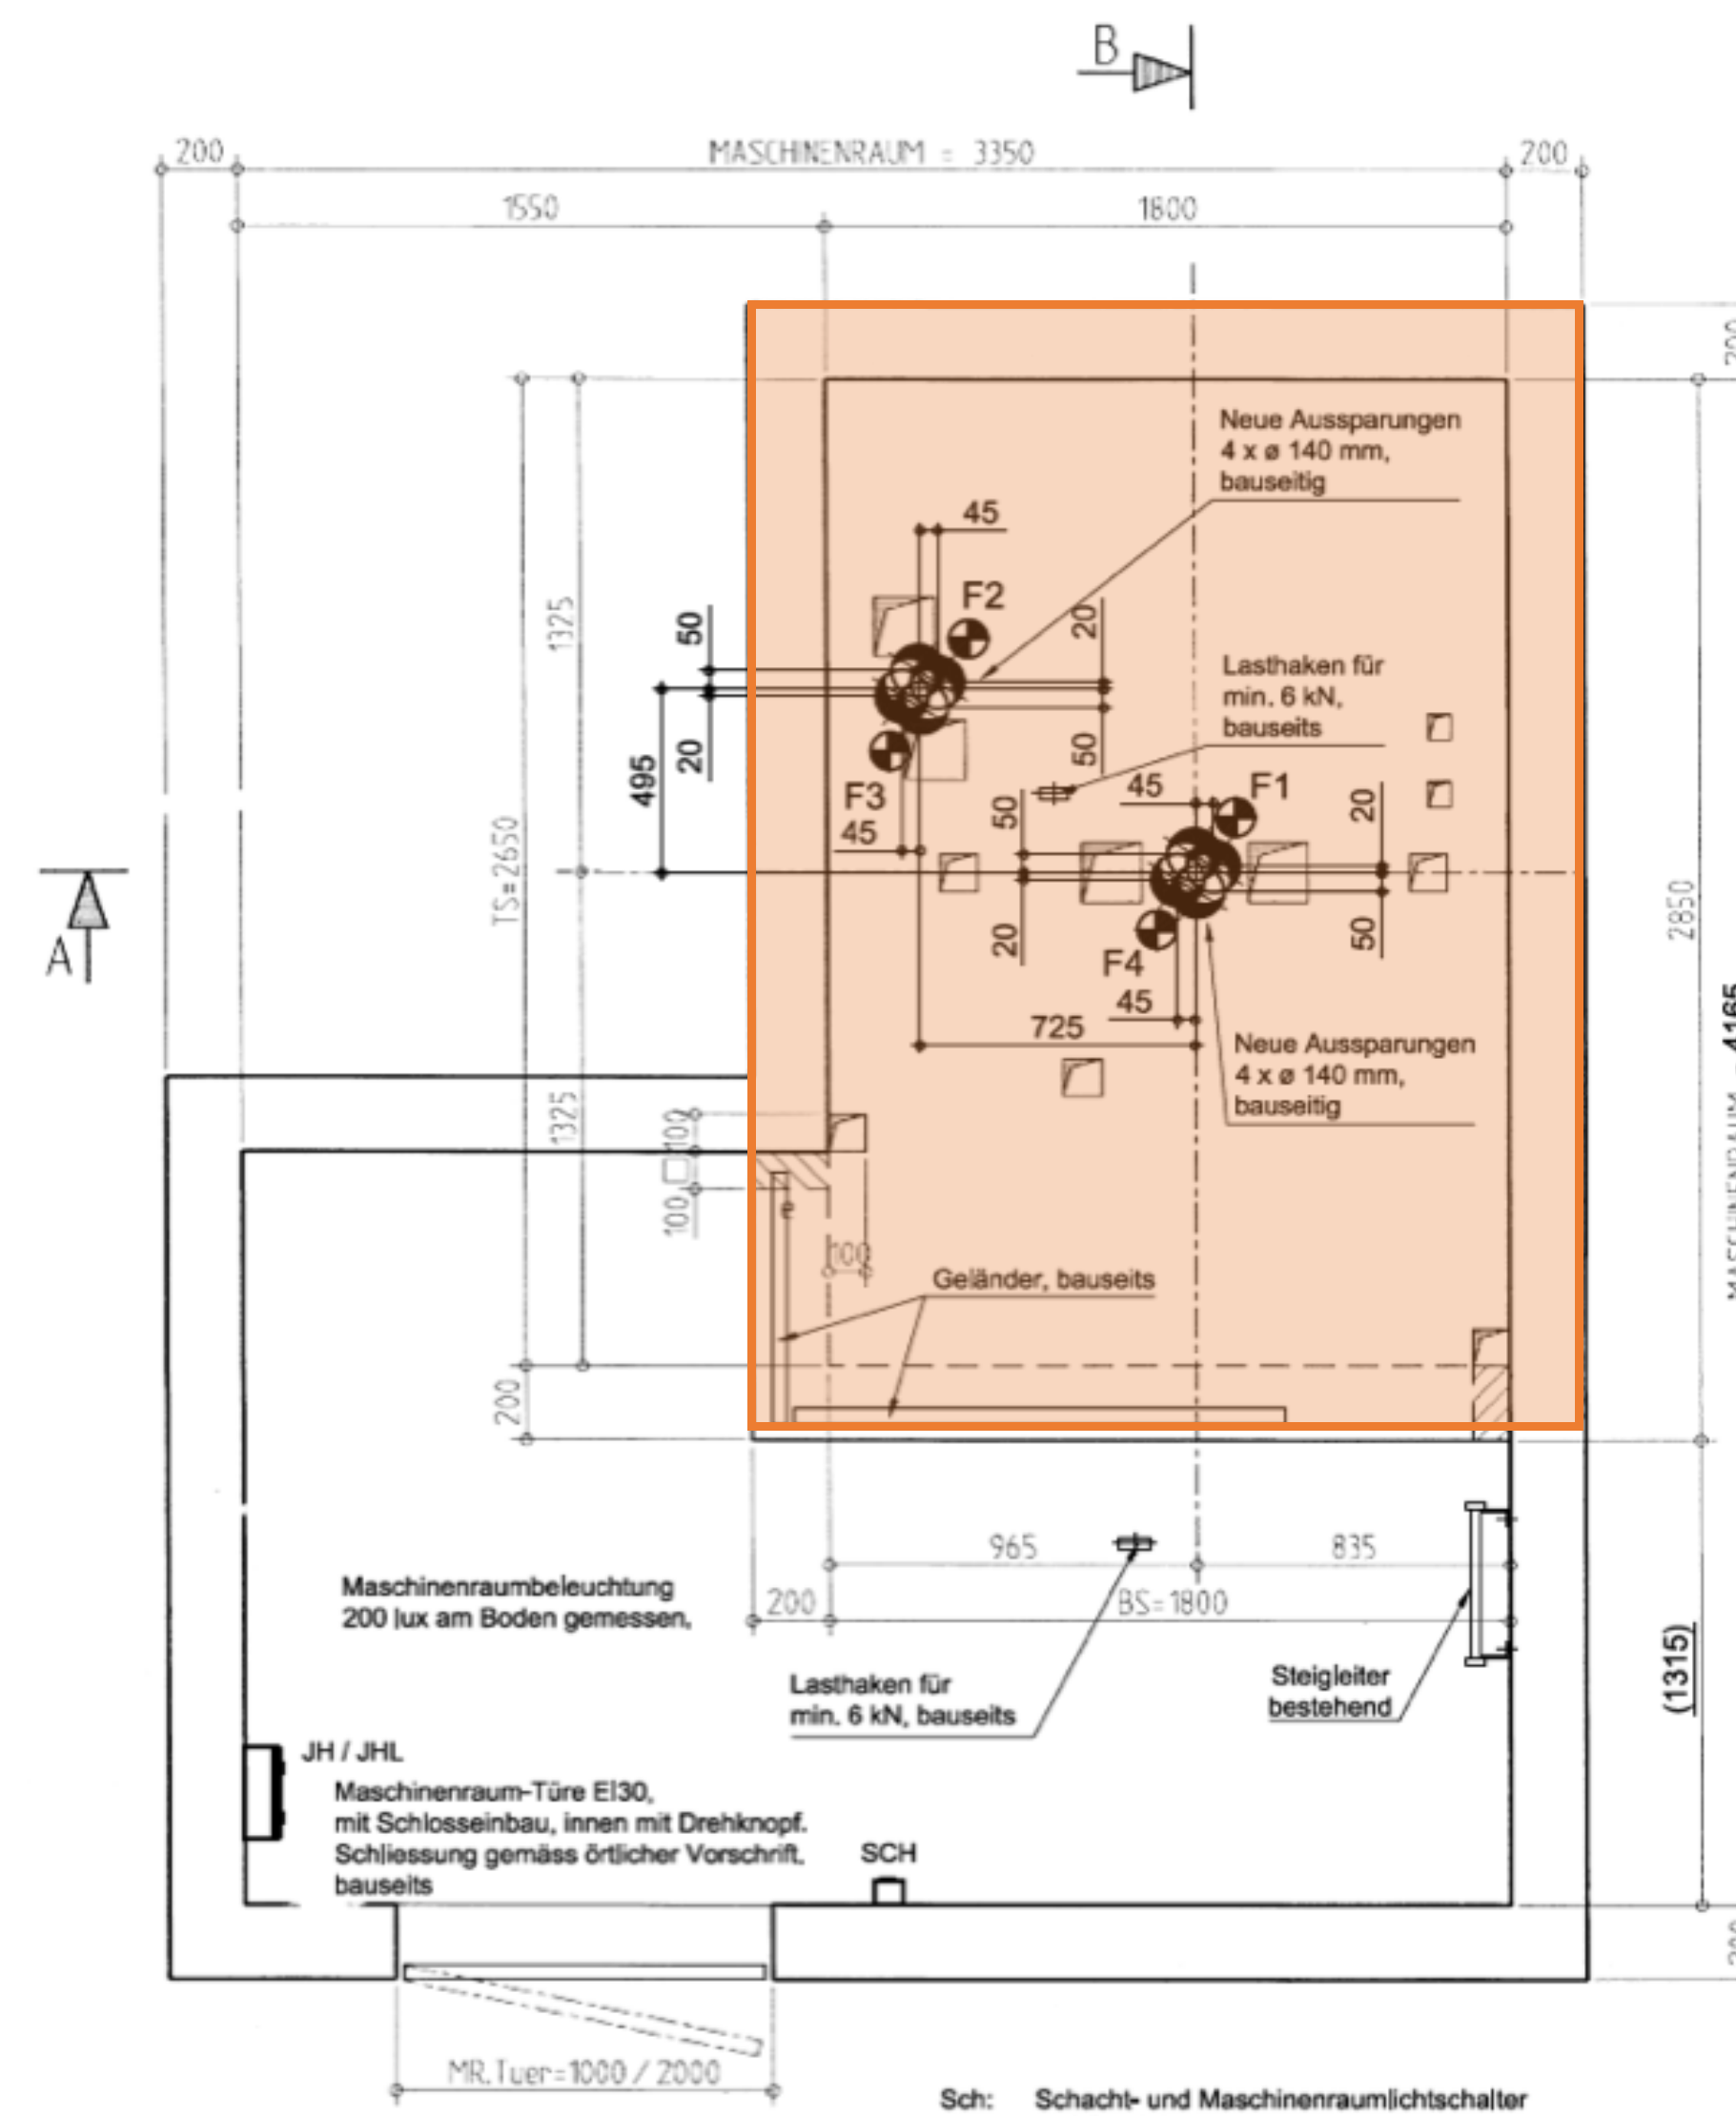 B
200
MASCHINENRAUM = 3350
200
1550
1800
Neue Aussparungen
4 x ø 140 mm,
bauseitig
45
F2
50
20
1325
Lasthaken für
min. 6 kN,
bauseits
495
20
50
F3
45
50
45
F1
20
TS=2650
A
20
F4
50
2850
45
725
Neue Aussparungen
4 x ø 140 mm,
bauseitig
4165
1325
100
100
100
Geländer, bauseits
200
965
835
200
BS=1800
Maschinenraumbeleuchtung
200 lux am Boden gemessen,
Lasthaken für
min. 6 kN, bauseits
Steigleiter
bestehend
(1315)
JH / JHL
Maschinenraum-Türe EI30,
mit Schlosseinbau, innen mit Drehknopf.
Schliessung gemäss örtlicher Vorschrift.
bauseits
SCH
MR.Tuer=1000 / 2000
Sch: Schacht- und Maschinenraumlichtschalter